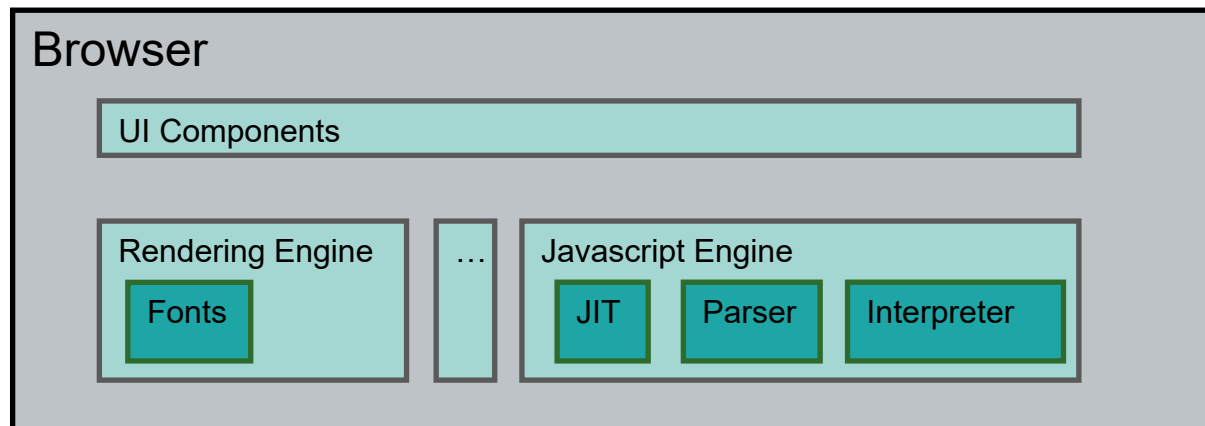 Browser
UI Components
Rendering Engine
…
Javascript Engine
Fonts
JIT
Parser
Interpreter